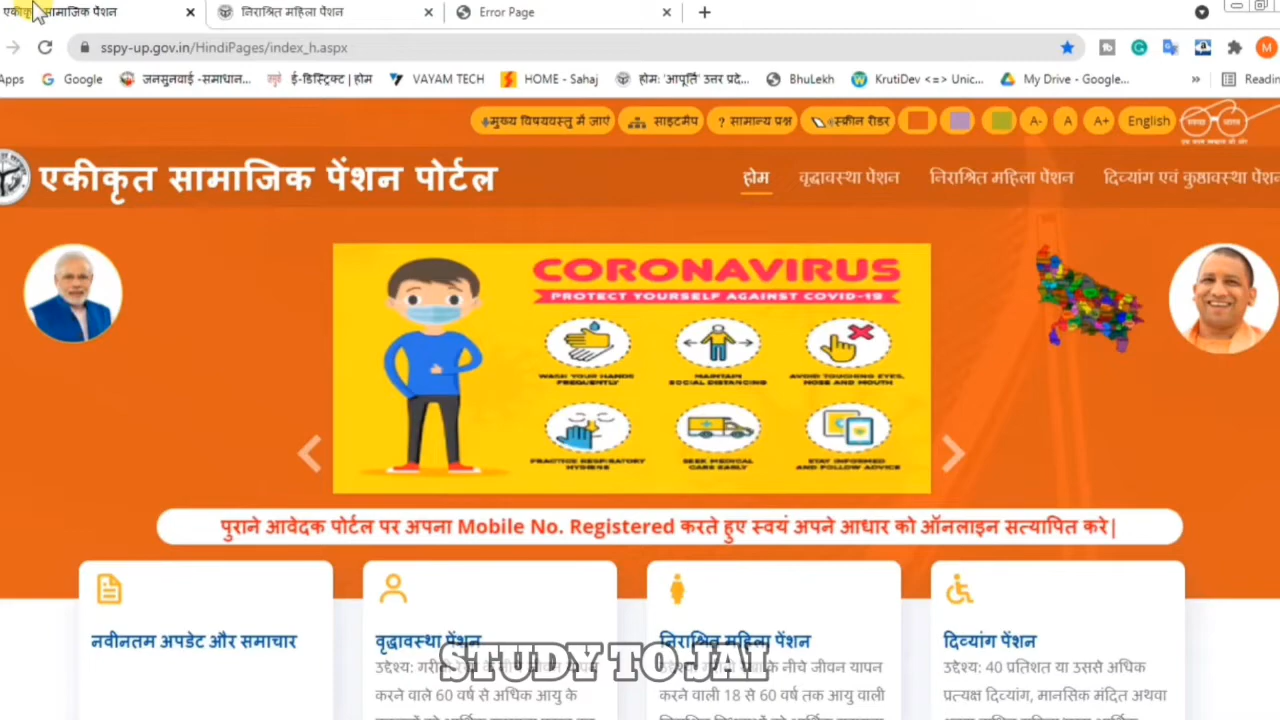 एकीकृत सामाजिक पेंशन
निराश्रित महिला पेंशन
Error Page
sspy-up.gov.in/HindiPages/index_h.aspx
Apps
Google
जनसुनवाई -समाधान...
ई-डिस्ट्रिक्ट | होम
VAYAM TECH
HOME - Sahaj
होम: 'आपूर्ति' उत्तर प्रदे...
BhuLekh
KrutiDev <=> Unic...
My Drive - Google...
»
Readin
मुख्य विषयवस्तु में जाएं
साइटमैप
? सामान्य प्रश्न
स्क्रीन रीडर
A-
A
A+
English
एकीकृत सामाजिक पेंशन पोर्टल
होम
वृद्धावस्था पेंशन
निराश्रित महिला पेंशन
दिव्यांग एवं कुष्ठावस्था पेंशन
CORONAVIRUS
PROTECT YOURSELF AGAINST COVID-19
WASH YOUR HANDS
FREQUENTLY
MAINTAIN
SOCIAL DISTANCING
AVOID TOUCHING EYES,
NOSE AND MOUTH
PRACTICE RESPIRATORY
HYGIENE
SEEK MEDICAL
CARE EARLY
STAY INFORMED
AND FOLLOW ADVICE
पुराने आवेदक पोर्टल पर अपना Mobile No. Registered करते हुए स्वयं अपने आधार को ऑनलाइन सत्यापित करे|
नवीनतम अपडेट और समाचार
वृद्धावस्था पेंशन
उद्देश्य: गरीबी
करने वाले 60 वर्ष से अधिक आयु के
निराश्रित महिला पेंशन
के नीचे जीवन यापन
करने वाली 18 से 60 वर्ष तक आयु वाली
दिव्यांग पेंशन
उद्देश्य: 40 प्रतिशत या उससे अधिक
प्रत्यक्ष दिव्यांग, मानसिक मंदित अथवा
STUDY TO JAI